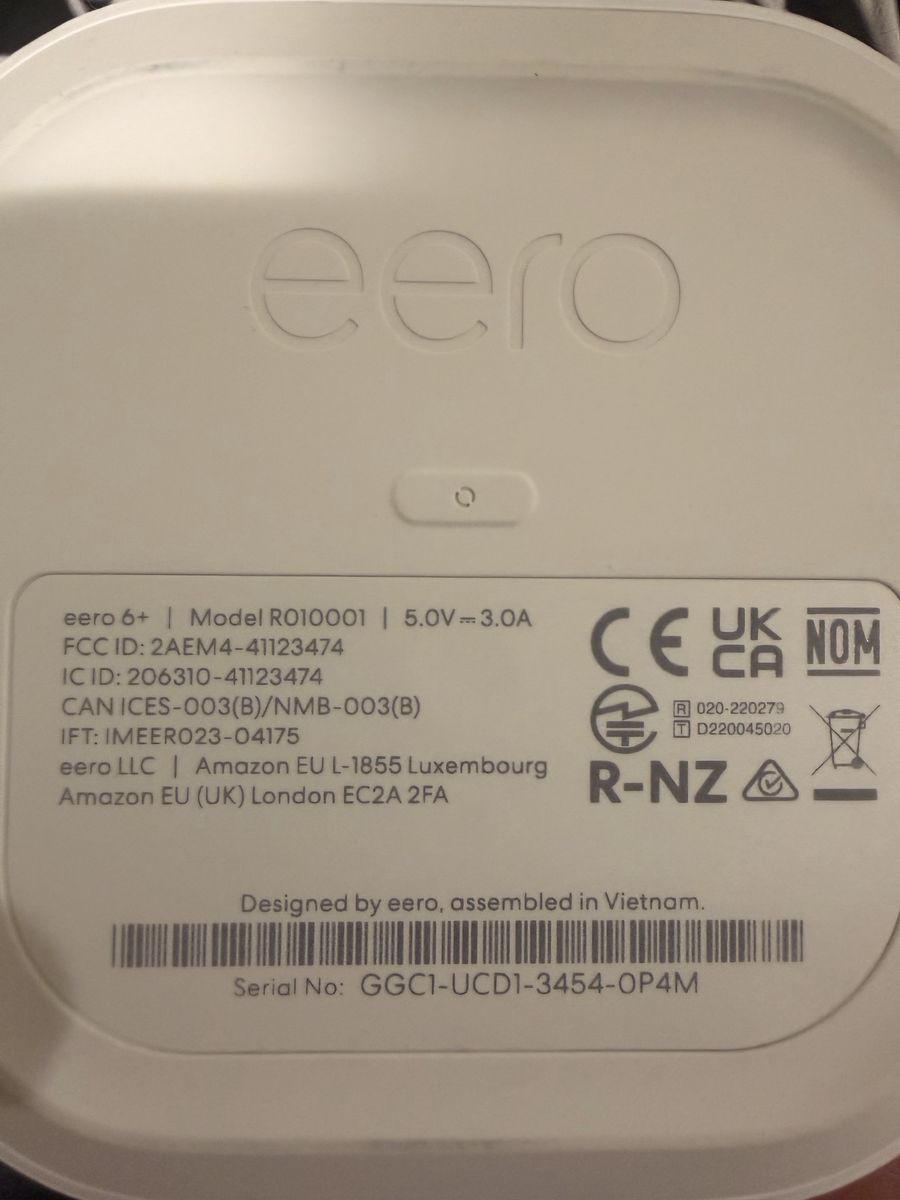 eero
eero 6+ | Model R010001 | 5.0V⎓3.0A
FCC ID: 2AEM4-41123474
IC ID: 206310-41123474
CAN ICES-003(B)/NMB-003(B)
IFT: IMEER023-04175
eero LLC | Amazon EU L-1855 Luxembourg
Amazon EU (UK) London EC2A 2FA
CE UK CA NOM
R 020-220279
T D220045020
R-NZ
Designed by eero, assembled in Vietnam.
Serial No: GGC1-UCD1-3454-0P4M